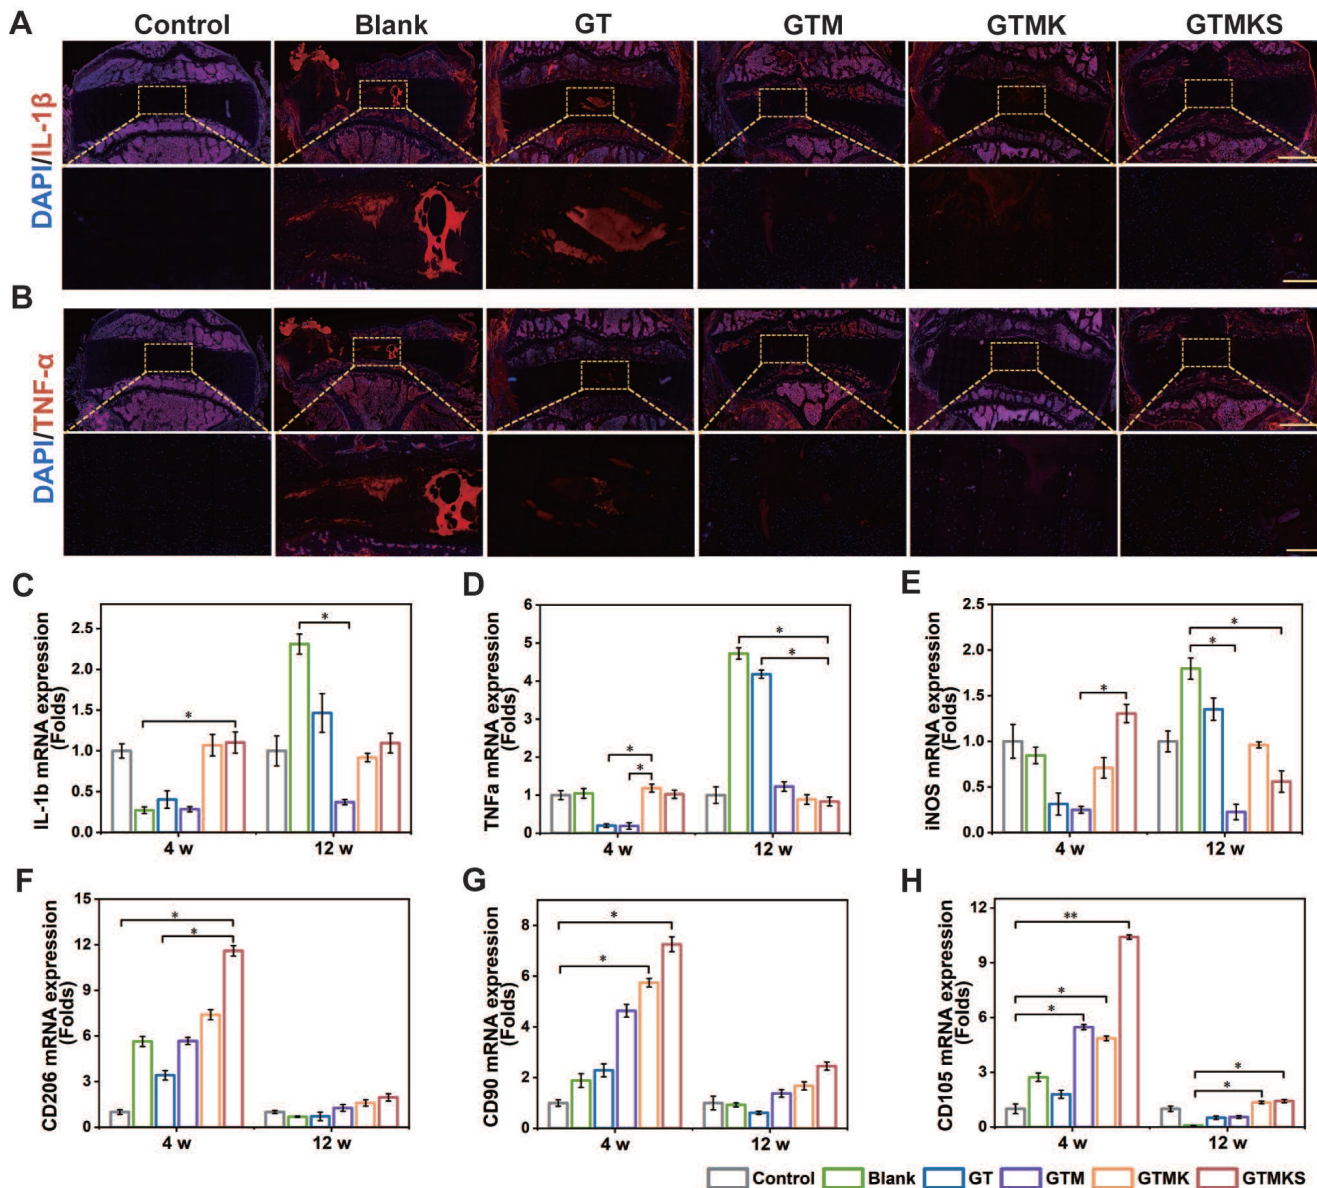 A
Control Blank GT GTM GTMK GTMKS
DAPI/IL-1β
B
DAPI/TNF-α
C
IL-1b mRNA expression
(Folds)
2.5
2.0
1.5
1.0
0.5
0.0
*
*
4 w 12 w
D
TNFa mRNA expression
(Folds)
6
5
4
3
2
1
0
*
*
*
*
4 w 12 w
E
iNOS mRNA expression
(Folds)
2.5
2.0
1.5
1.0
0.5
0.0
*
*
*
4 w 12 w
F
CD206 mRNA expression
(Folds)
15
12
9
6
3
0
*
*
4 w 12 w
G
CD90 mRNA expression
(Folds)
8
6
4
2
0
*
*
4 w 12 w
H
CD105 mRNA expression
(Folds)
12
9
6
3
0
**
*
*
*
*
4 w 12 w
Control Blank GT GTM GTMK GTMKS